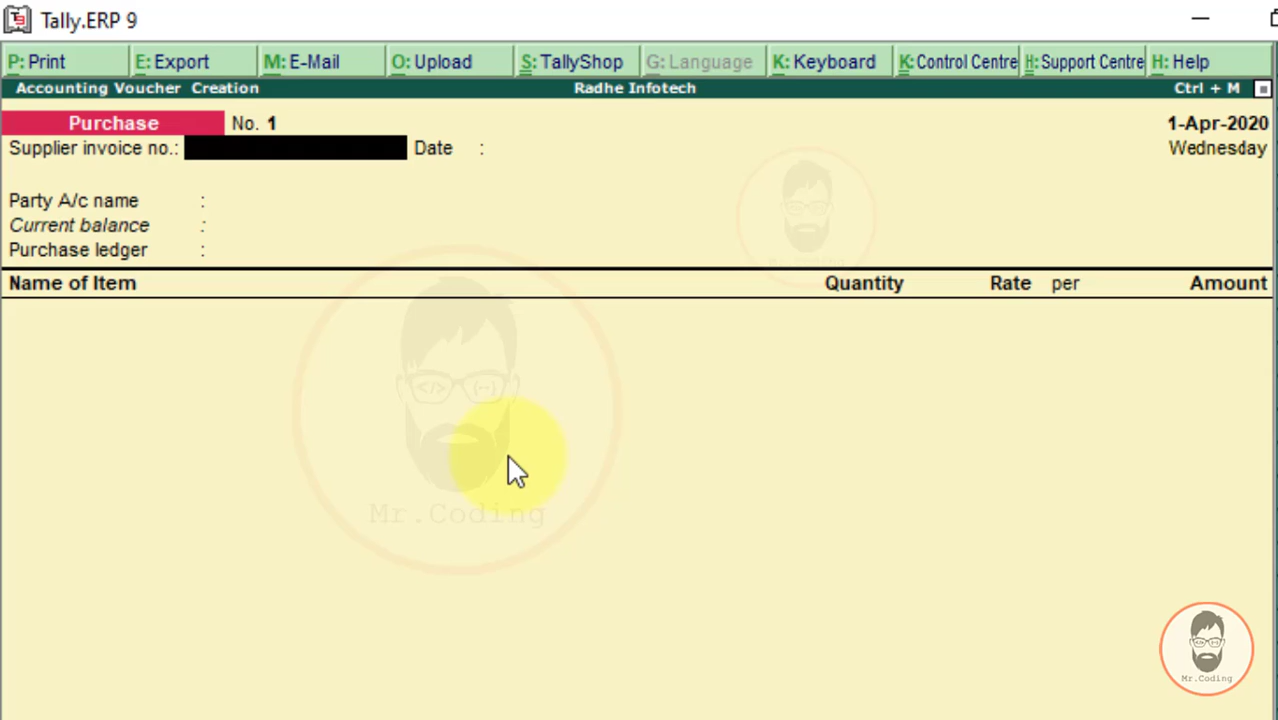 Tally.ERP 9
P: Print E: Export M: E-Mail O: Upload S: TallyShop G: Language K: Keyboard K: Control Centre H: Support Centre H: Help
Accounting Voucher Creation Radhe Infotech Ctrl + M
Purchase No. 1 1-Apr-2020
Supplier invoice no.: Date : Wednesday
Party A/c name :
Current balance :
Purchase ledger :
Name of Item Quantity Rate per Amount
</> {--}
Mr.Coding
Mr.Coding